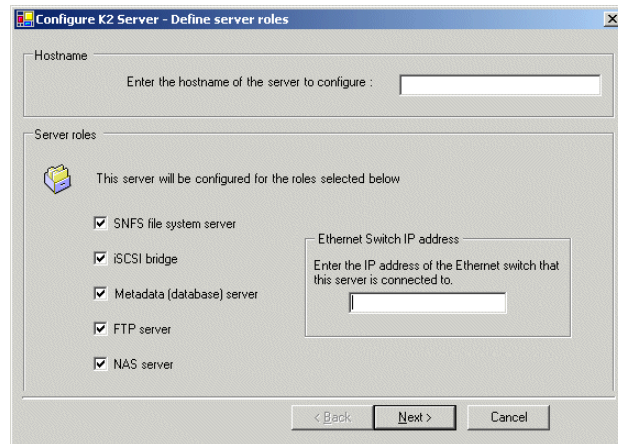 Configure K2 Server - Define server roles
Hostname
Enter the hostname of the server to configure :
Server roles
This server will be configured for the roles selected below
SNFS file system server
iSCSI bridge
Metadata (database) server
FTP server
NAS server
Ethernet Switch IP address
Enter the IP address of the Ethernet switch that
this server is connected to.
< Back
Next >
Cancel